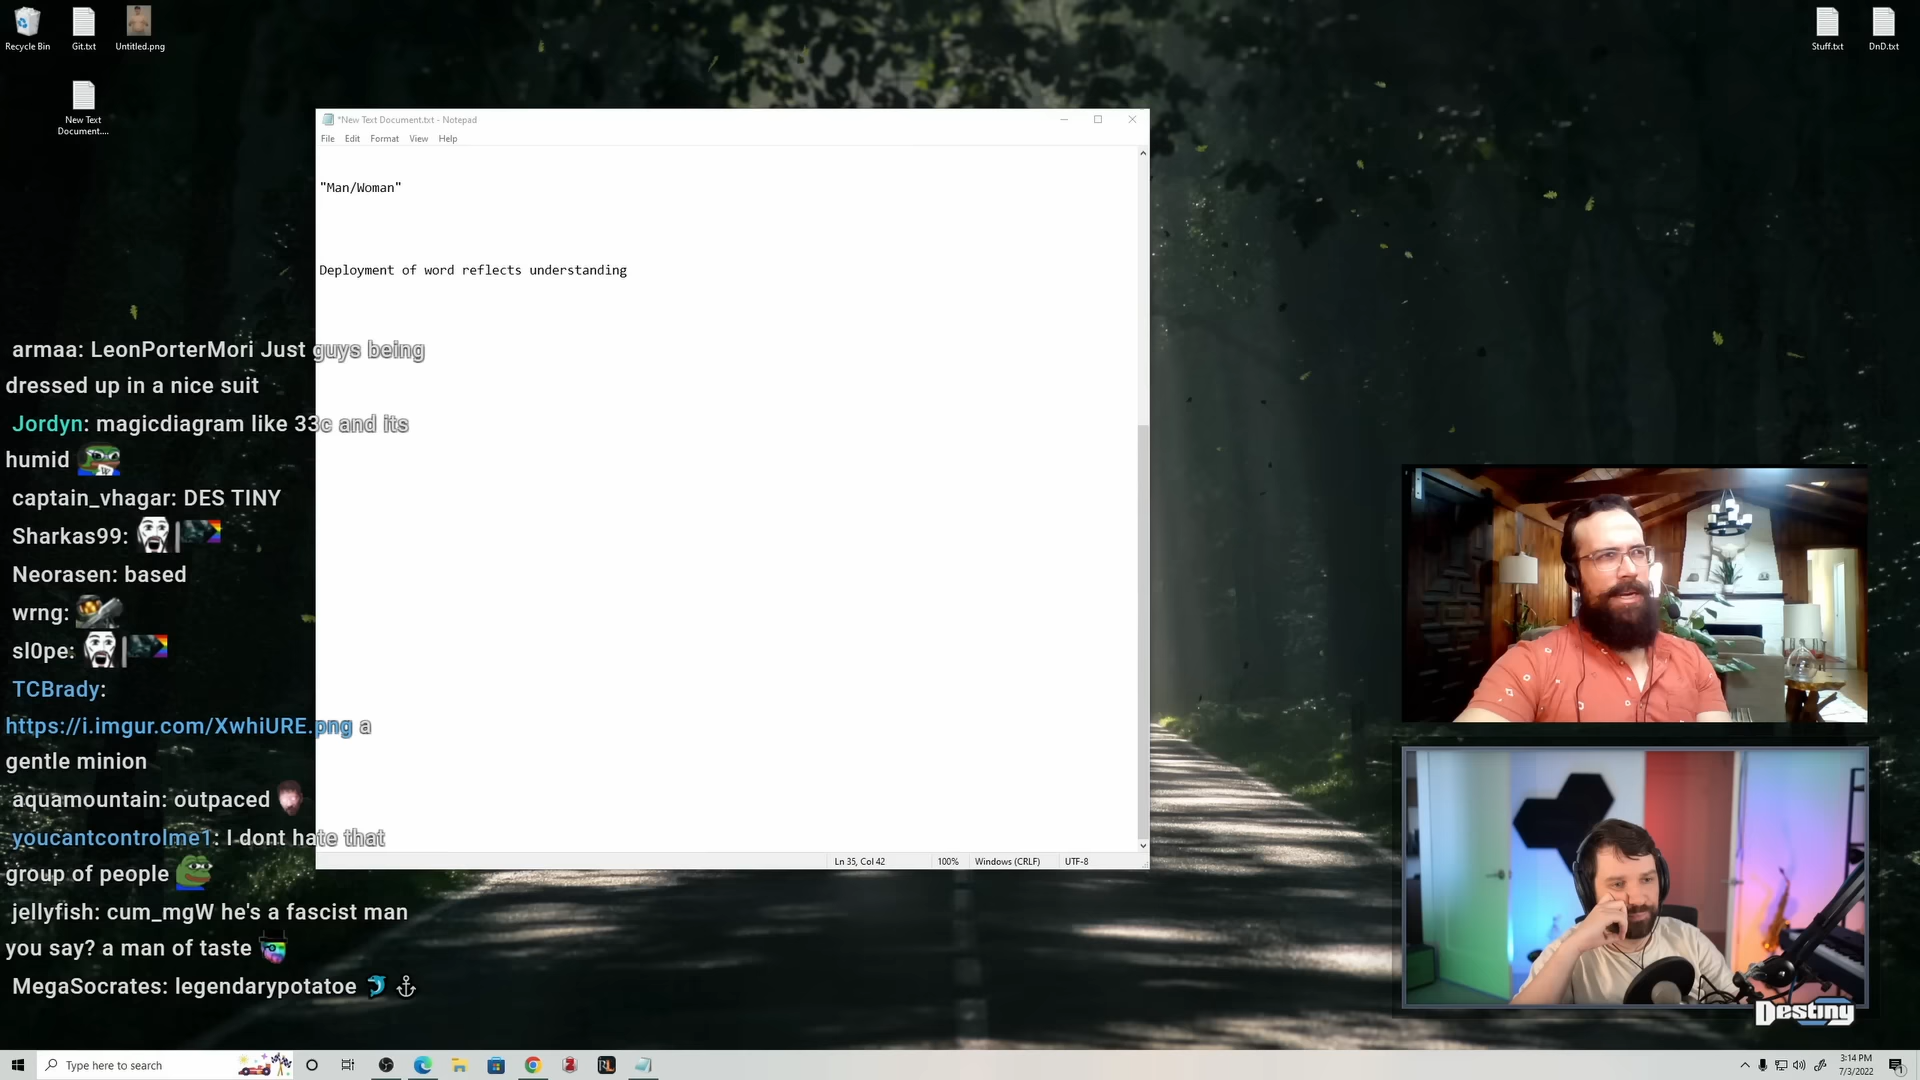 Recycle Bin
Git.txt
Untitled.png
Stuff.txt
DnD.txt
New Text
Document....
*New Text Document.txt - Notepad
File Edit Format View Help
"Man/Woman"
Deployment of word reflects understanding
armaa: LeonPorterMori Just guys being
dressed up in a nice suit
Jordyn: magicdiagram like 33c and its
humid
captain_vhagar: DES TINY
Sharkas99:
Neorasen: based
wrng:
sl0pe:
TCBrady:
https://i.imgur.com/XwhiURE.png a
gentle minion
aquamountain: outpaced
youcantcontrolme1: I dont hate that
group of people
jellyfish: cum_mgW he's a fascist man
you say? a man of taste
MegaSocrates: legendarypotatoe
Ln 35, Col 42 100% Windows (CRLF) UTF-8
Destiny
Type here to search
3:14 PM
7/3/2022